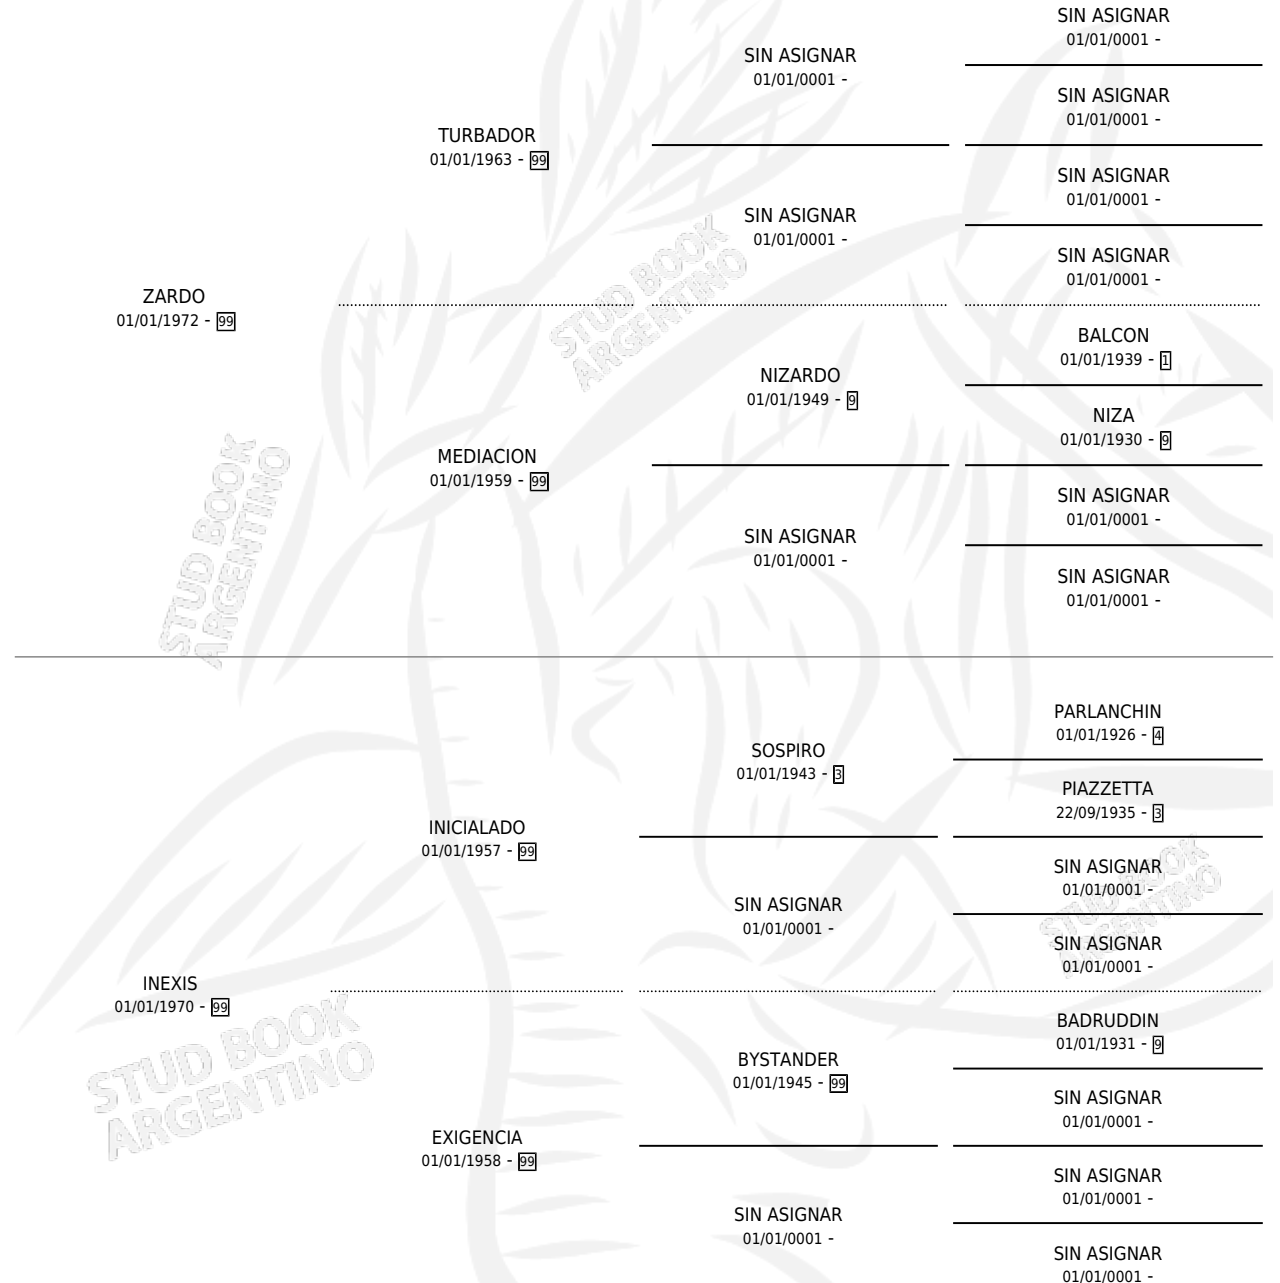 SIN ASIGNAR
01/01/0001 -
SIN ASIGNAR
01/01/0001 -
SIN ASIGNAR
01/01/0001 -
TURBADOR
01/01/1963 - 99
SIN ASIGNAR
01/01/0001 -
SIN ASIGNAR
01/01/0001 -
SIN ASIGNAR
01/01/0001 -
STUD BOOK
ARGENTINO
ZARDO
01/01/1972 - 99
BALCON
01/01/1939 - 1
NIZARDO
01/01/1949 - 9
NIZA
01/01/1930 - 9
MEDIACION
01/01/1959 - 99
SIN ASIGNAR
01/01/0001 -
SIN ASIGNAR
01/01/0001 -
SIN ASIGNAR
01/01/0001 -
STUD BOOK
ARGENTINO
PARLANCHIN
01/01/1926 - 4
SOSPIRO
01/01/1943 - 3
PIAZZETTA
22/09/1935 - 3
INICIALADO
01/01/1957 - 99
SIN ASIGNAR
01/01/0001 -
SIN ASIGNAR
01/01/0001 -
SIN ASIGNAR
01/01/0001 -
STUD BOOK
ARGENTINO
INEXIS
01/01/1970 - 99
STUD BOOK
ARGENTINO
BADRUDDIN
01/01/1931 - 9
BYSTANDER
01/01/1945 - 99
SIN ASIGNAR
01/01/0001 -
EXIGENCIA
01/01/1958 - 99
SIN ASIGNAR
01/01/0001 -
SIN ASIGNAR
01/01/0001 -
SIN ASIGNAR
01/01/0001 -